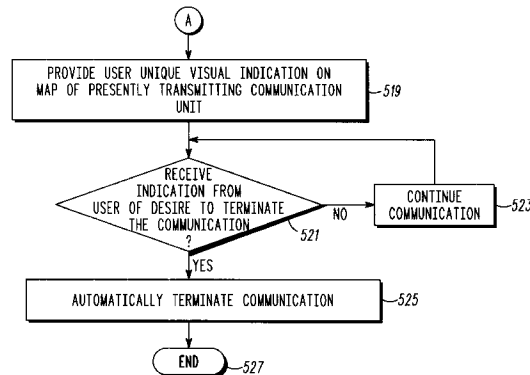 A
PROVIDE USER UNIQUE VISUAL INDICATION ON
MAP OF PRESENTLY TRANSMITTING COMMUNICATION
UNIT
519
RECEIVE
INDICATION FROM
USER OF DESIRE TO TERMINATE
THE COMMUNICATION
?
521
NO
CONTINUE
COMMUNICATION
523
YES
AUTOMATICALLY TERMINATE COMMUNICATION
525
END
527